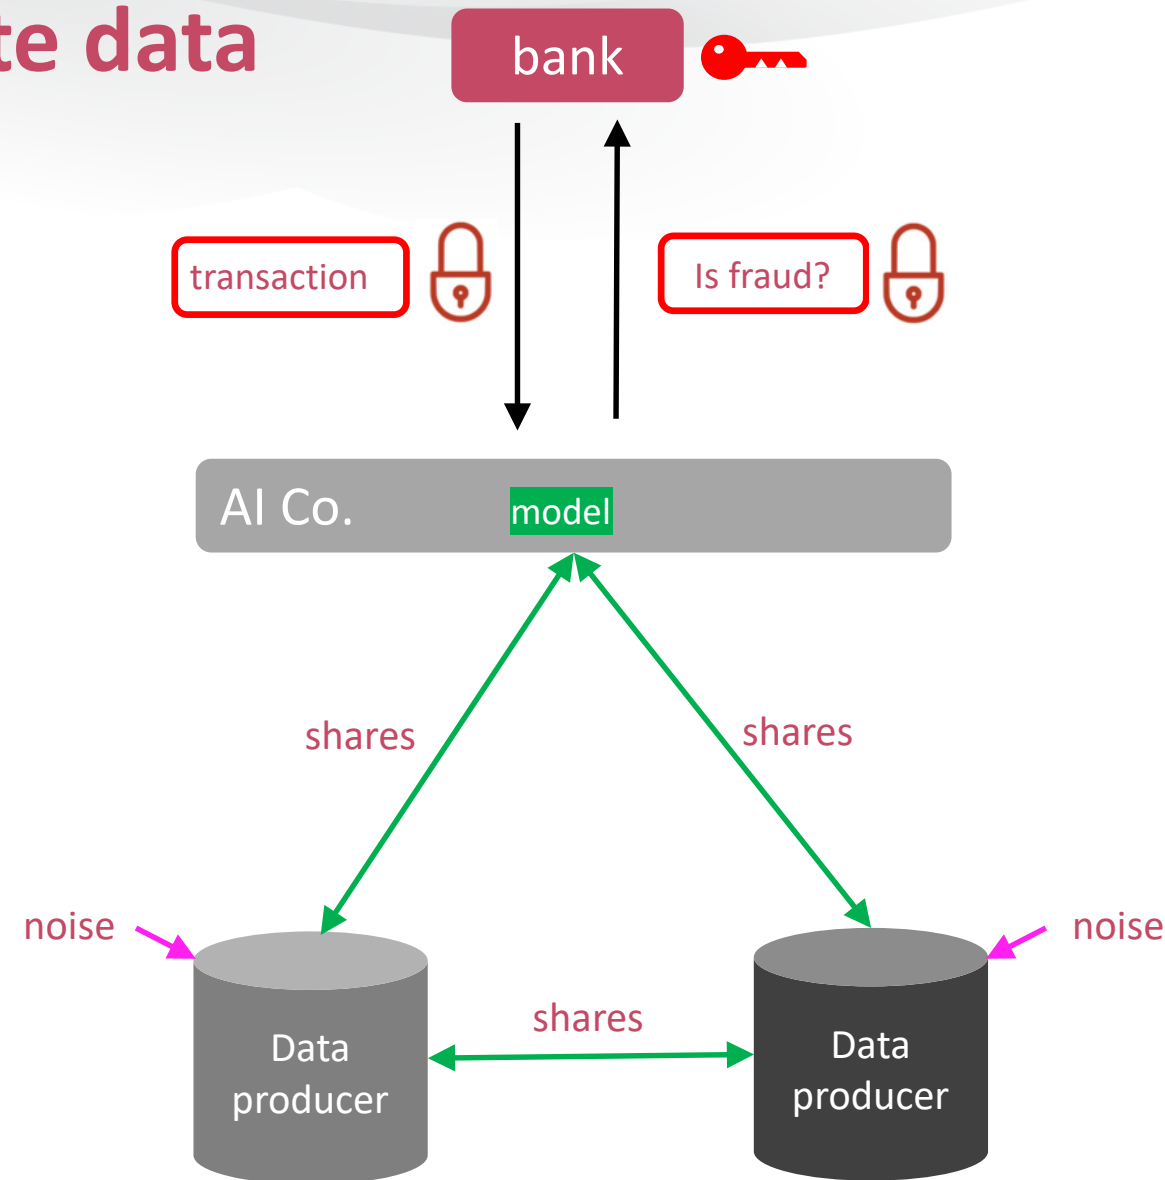 te data
bank
transaction
Is fraud?
AI Co.
model
shares
shares
noise
noise
shares
Data
producer
Data
producer